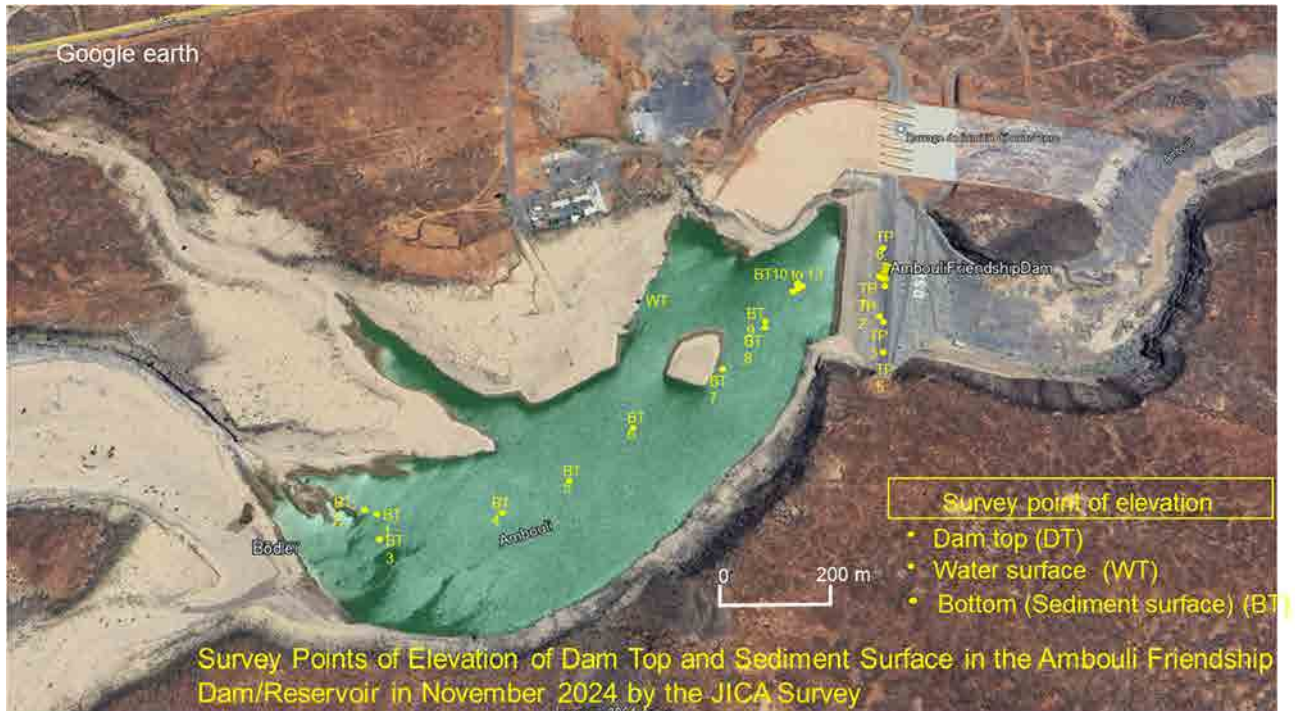 Google earth
BT10 to 13
TP
6
AmbouliFriendshipDam
WT
TP
BT
9
BT
8
TP
2
TP
TP
5
BT
7
BT
6
BT
5
BT
BT
4
BT
BT
3
Ambouli
Bodleï
Survey point of elevation
• Dam top (DT)
• Water surface (WT)
• Bottom (Sediment surface) (BT)
0 200 m
Survey Points of Elevation of Dam Top and Sediment Surface in the Ambouli Friendship
Dam/Reservoir in November 2024 by the JICA Survey